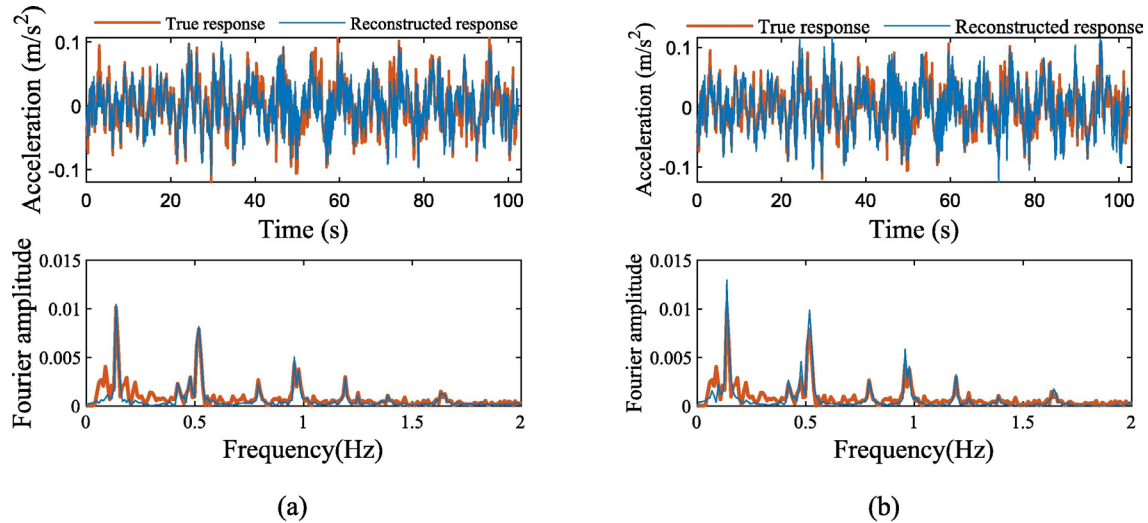 True response Reconstructed response
0.1
0
-0.1
Acceleration (m/s²)
0 20 40 60 80 100
Time (s)
0.015
0.01
0.005
0
Fourier amplitude
0 0.5 1 1.5 2
Frequency(Hz)
(a)
True response Reconstructed response
0.1
0
-0.1
Acceleration (m/s²)
0 20 40 60 80 100
Time (s)
0.015
0.01
0.005
0
Fourier amplitude
0 0.5 1 1.5 2
Frequency(Hz)
(b)